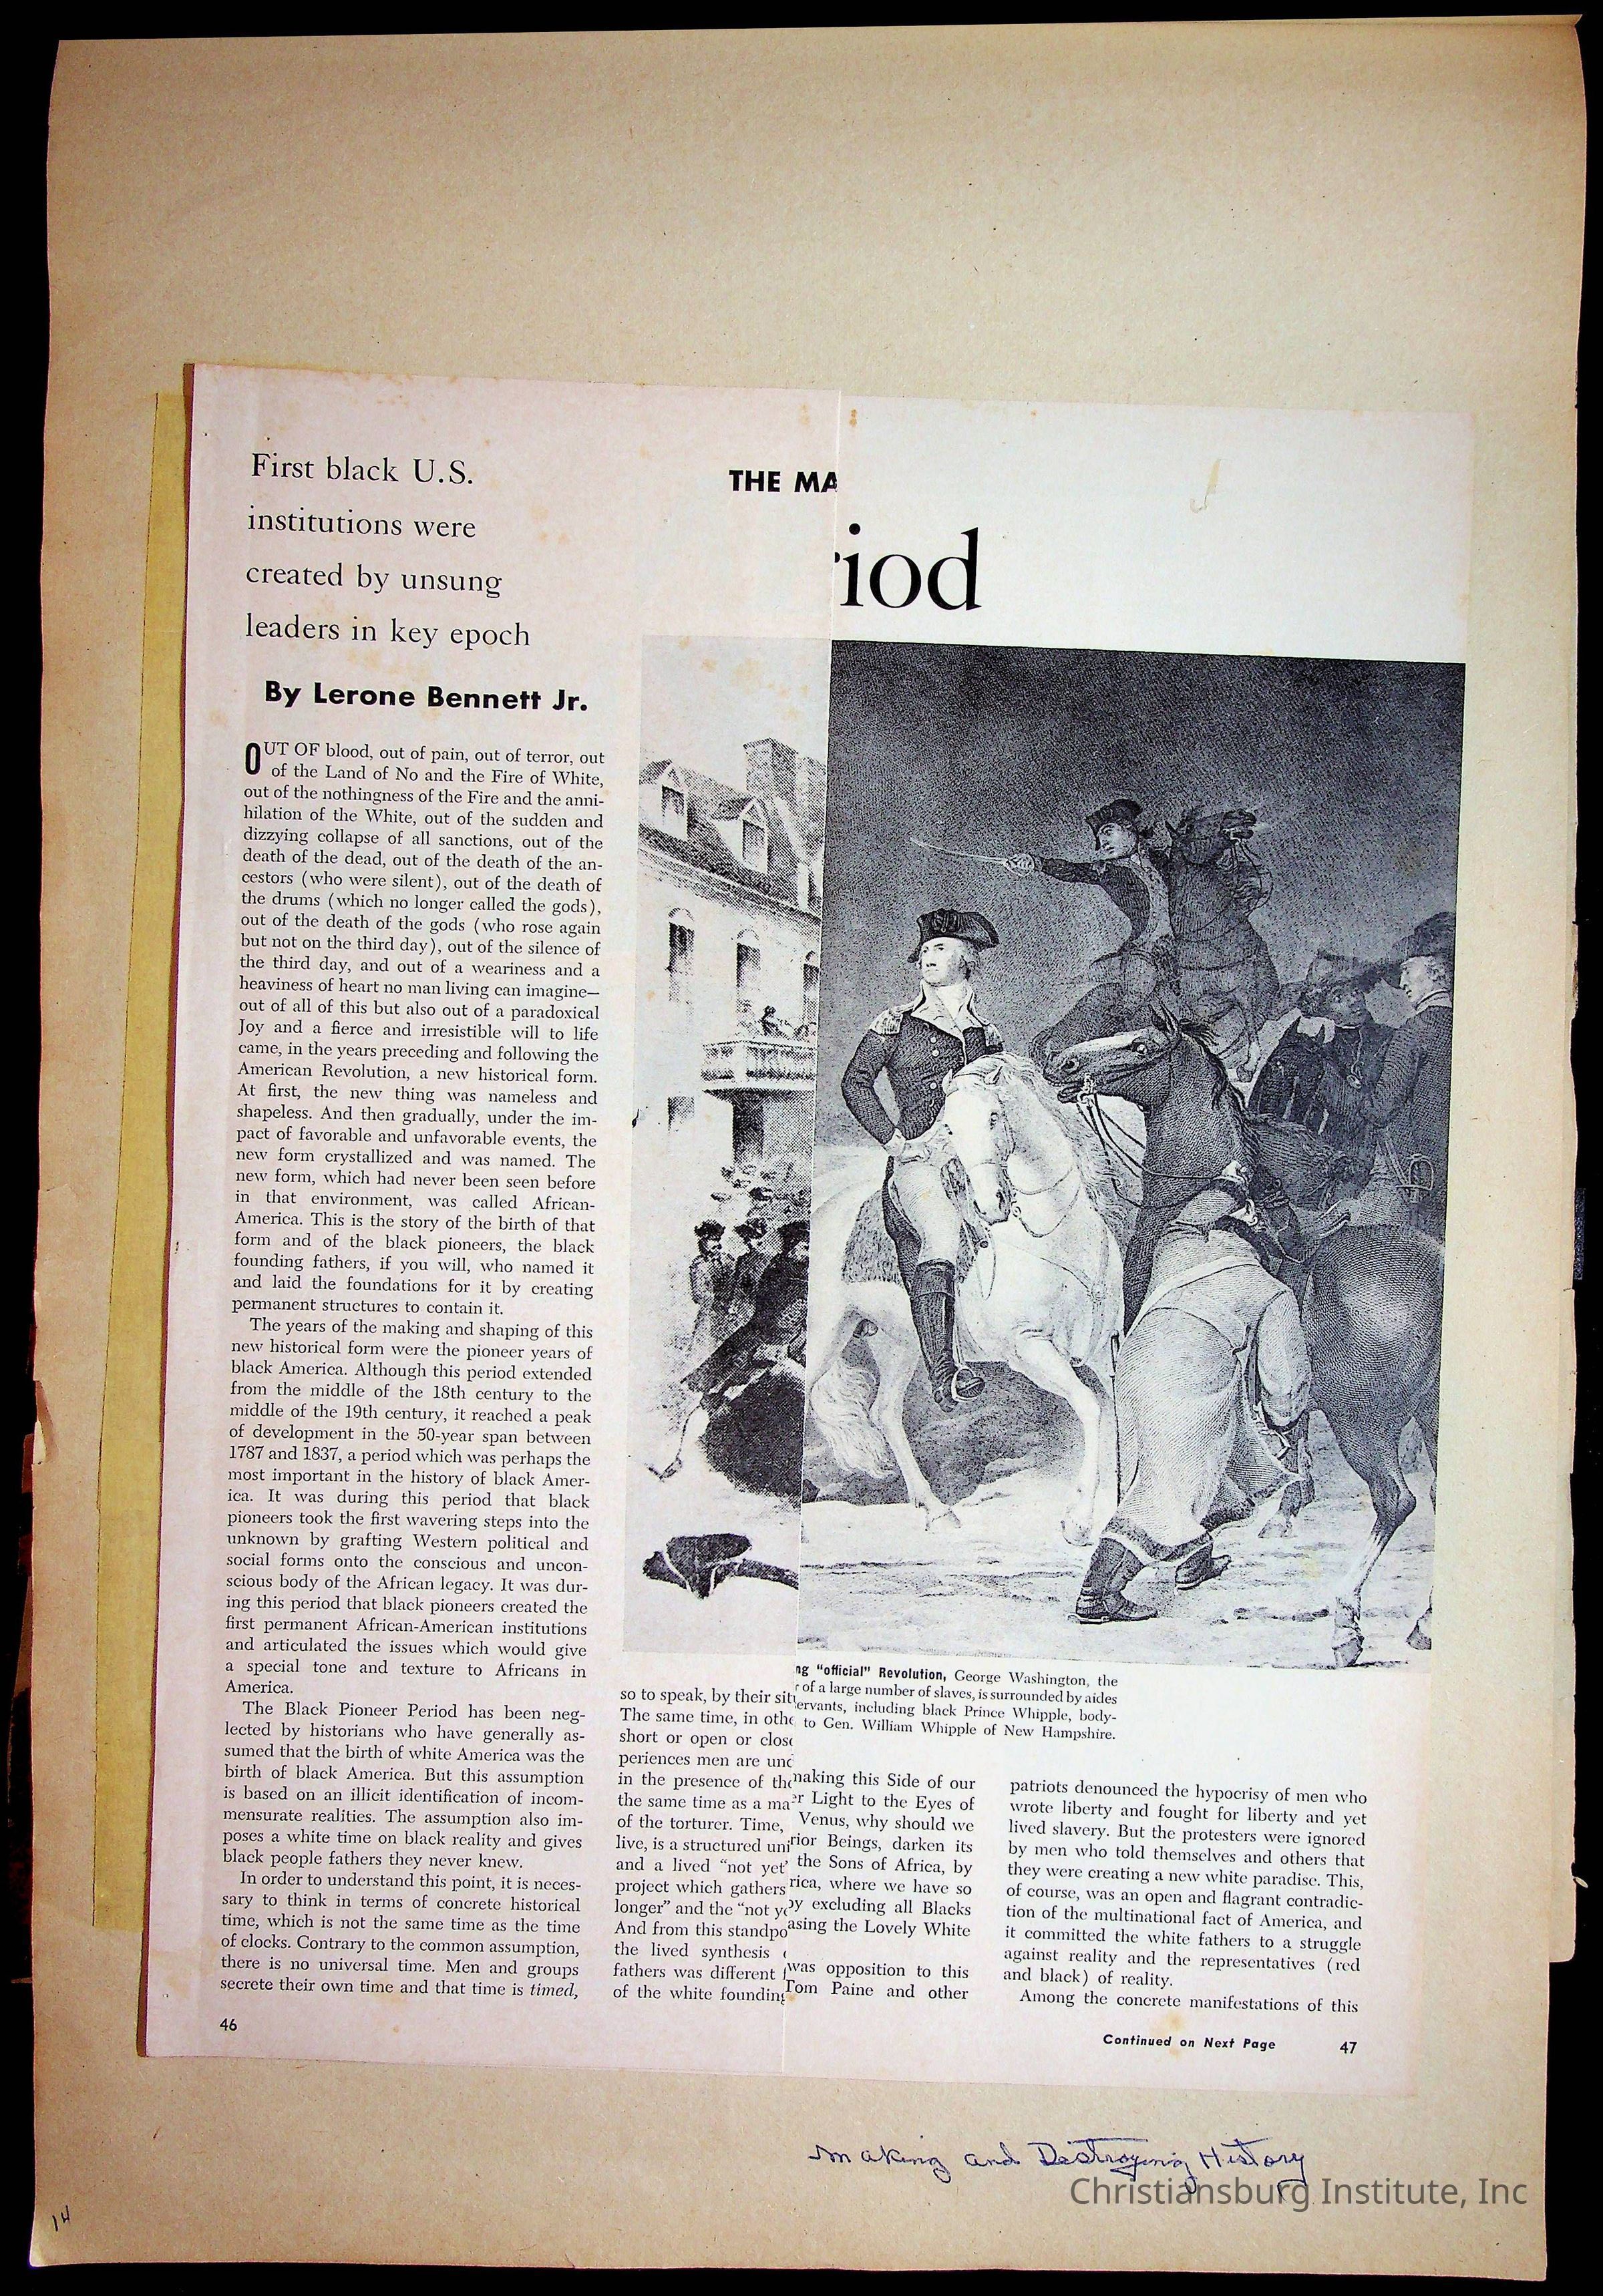 First black U.S.
institutions were
created by unsung
leaders in key epoch
By Lerone Bennett Jr.
OUT OF blood, out of pain, out of terror, out
of the Land of No and the Fire of White,
out of the nothingness of the Fire and the anni-
hilation of the White, out of the sudden and
dizzying collapse of all sanctions, out of the
death of the dead, out of the death of the an-
cestors (who were silent), out of the death of
the drums (which no longer called the gods),
out of the death of the gods (who rose again
but not on the third day), out of the silence of
the third day, and out of a weariness and a
heaviness of heart no man living can imagine—
out of all of this but also out of a paradoxical
Joy and a fierce and irresistible will to life
came, in the years preceding and following the
American Revolution, a new historical form.
At first, the new thing was nameless and
shapeless. And then gradually, under the im-
pact of favorable and unfavorable events, the
new form crystallized and was named. The
new form, which had never been seen before
in that environment, was called African-
America. This is the story of the birth of that
form and of the black pioneers, the black
founding fathers, if you will, who named it
and laid the foundations for it by creating
permanent structures to contain it.
The years of the making and shaping of this
new historical form were the pioneer years of
black America. Although this period extended
from the middle of the 18th century to the
middle of the 19th century, it reached a peak
of development in the 50-year span between
1787 and 1837, a period which was perhaps the
most important in the history of black Amer-
ica. It was during this period that black
pioneers took the first wavering steps into the
unknown by grafting Western political and
social forms onto the conscious and uncon-
scious body of the African legacy. It was dur-
ing this period that black pioneers created the
first permanent African-American institutions
and articulated the issues which would give
a special tone and texture to Africans in
America.
The Black Pioneer Period has been neg-
lected by historians who have generally as-
sumed that the birth of white America was the
birth of black America. But this assumption
is based on an illicit identification of incom-
mensurate realities. The assumption also im-
poses a white time on black reality and gives
black people fathers they never knew.
In order to understand this point, it is neces-
sary to think in terms of concrete historical
time, which is not the same time as the time
of clocks. Contrary to the common assumption,
there is no universal time. Men and groups
secrete their own time and that time is timed,
46
THE MA
iod
so to speak, by their sit
The same time, in othe
short or open or close
periences men are unc
in the presence of the
the same time as a ma
of the torturer. Time,
live, is a structured uni
and a lived “not yet”
project which gathers
longer” and the “not ye
And from this standpo
the lived synthesis
fathers was different
of the white founding
ng “official” Revolution, George Washington, the
r of a large number of slaves, is surrounded by aides
ervants, including black Prince Whipple, body-
to Gen. William Whipple of New Hampshire.
naking this Side of our
er Light to the Eyes of
Venus, why should we
rior Beings, darken its
the Sons of Africa, by
rica, where we have so
by excluding all Blacks
asing the Lovely White
was opposition to this
Tom Paine and other
patriots denounced the hypocrisy of men who
wrote liberty and fought for liberty and yet
lived slavery. But the protesters were ignored
by men who told themselves and others that
they were creating a new white paradise. This,
of course, was an open and flagrant contradic-
tion of the multinational fact of America, and
it committed the white fathers to a struggle
against reality and the representatives (red
and black) of reality.
Among the concrete manifestations of this
Continued on Next Page
47
Making and Destroying History
Christiansburg Institute, Inc
14